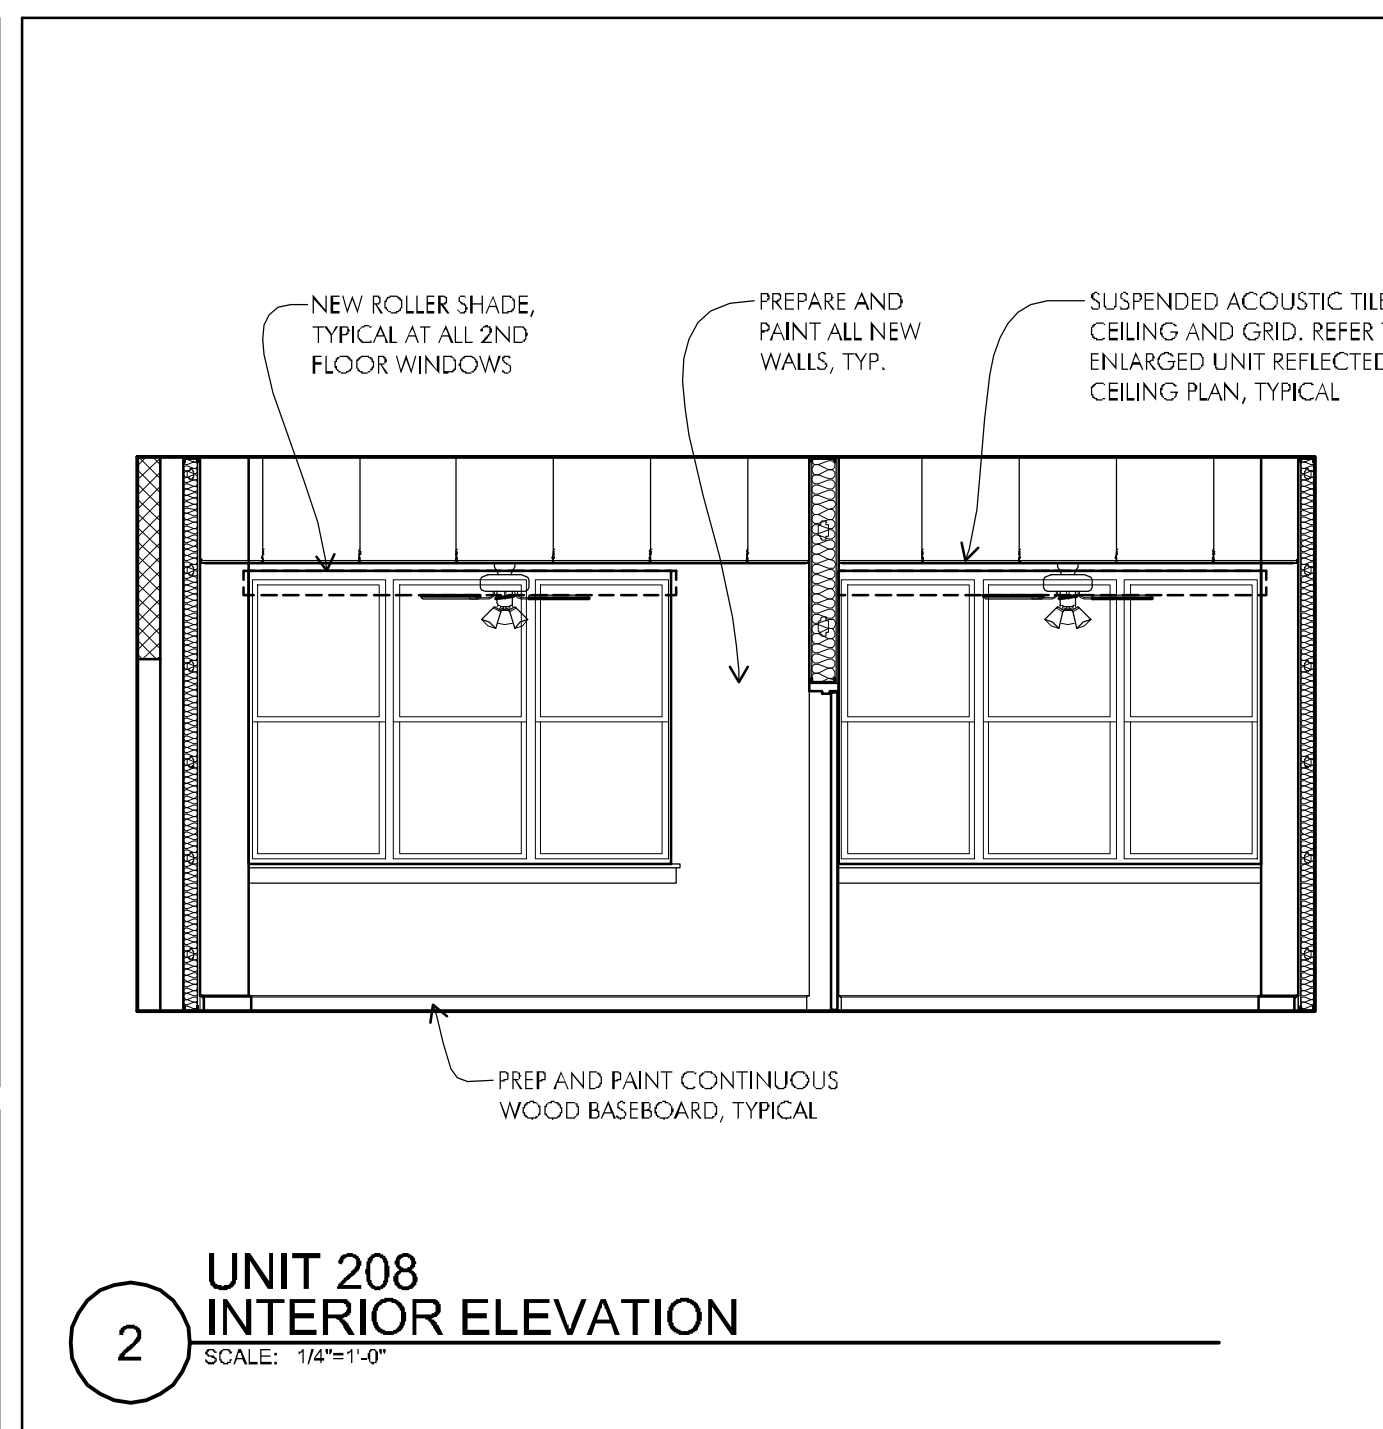 NEW ROLLER SHADE,
TYPICAL AT ALL 2ND
FLOOR WINDOWS
PREPARE AND
PAINT ALL NEW
WALLS, TYP.
SUSPENDED ACOUSTIC TILE
CEILING AND GRID. REFER
ENLARGED UNIT REFLECTED
CEILING PLAN, TYPICAL
PREP AND PAINT CONTINUOUS
WOOD BASEBOARD, TYPICAL
UNIT 208
INTERIOR ELEVATION
2
SCALE: 1/4"=1'-0"